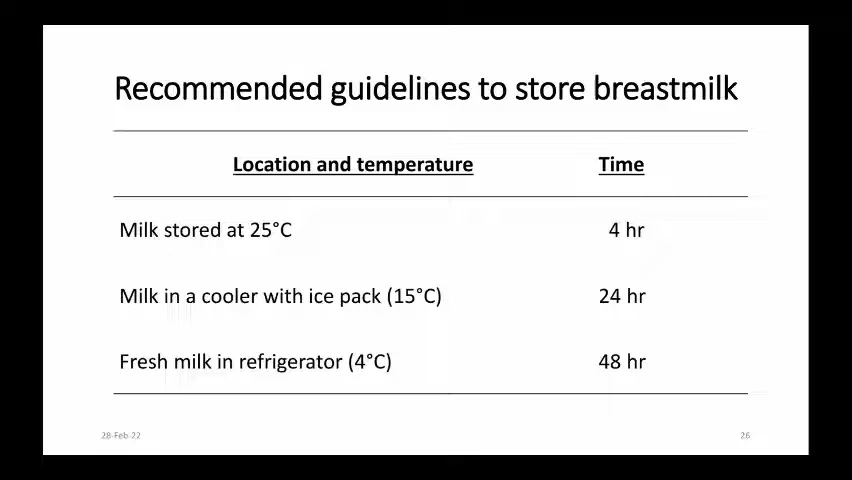 Recommended guidelines to store breastmilk
Location and temperature Time
Milk stored at 25°C 4 hr
Milk in a cooler with ice pack (15°C) 24 hr
Fresh milk in refrigerator (4°C) 48 hr
28-Feb-22 26